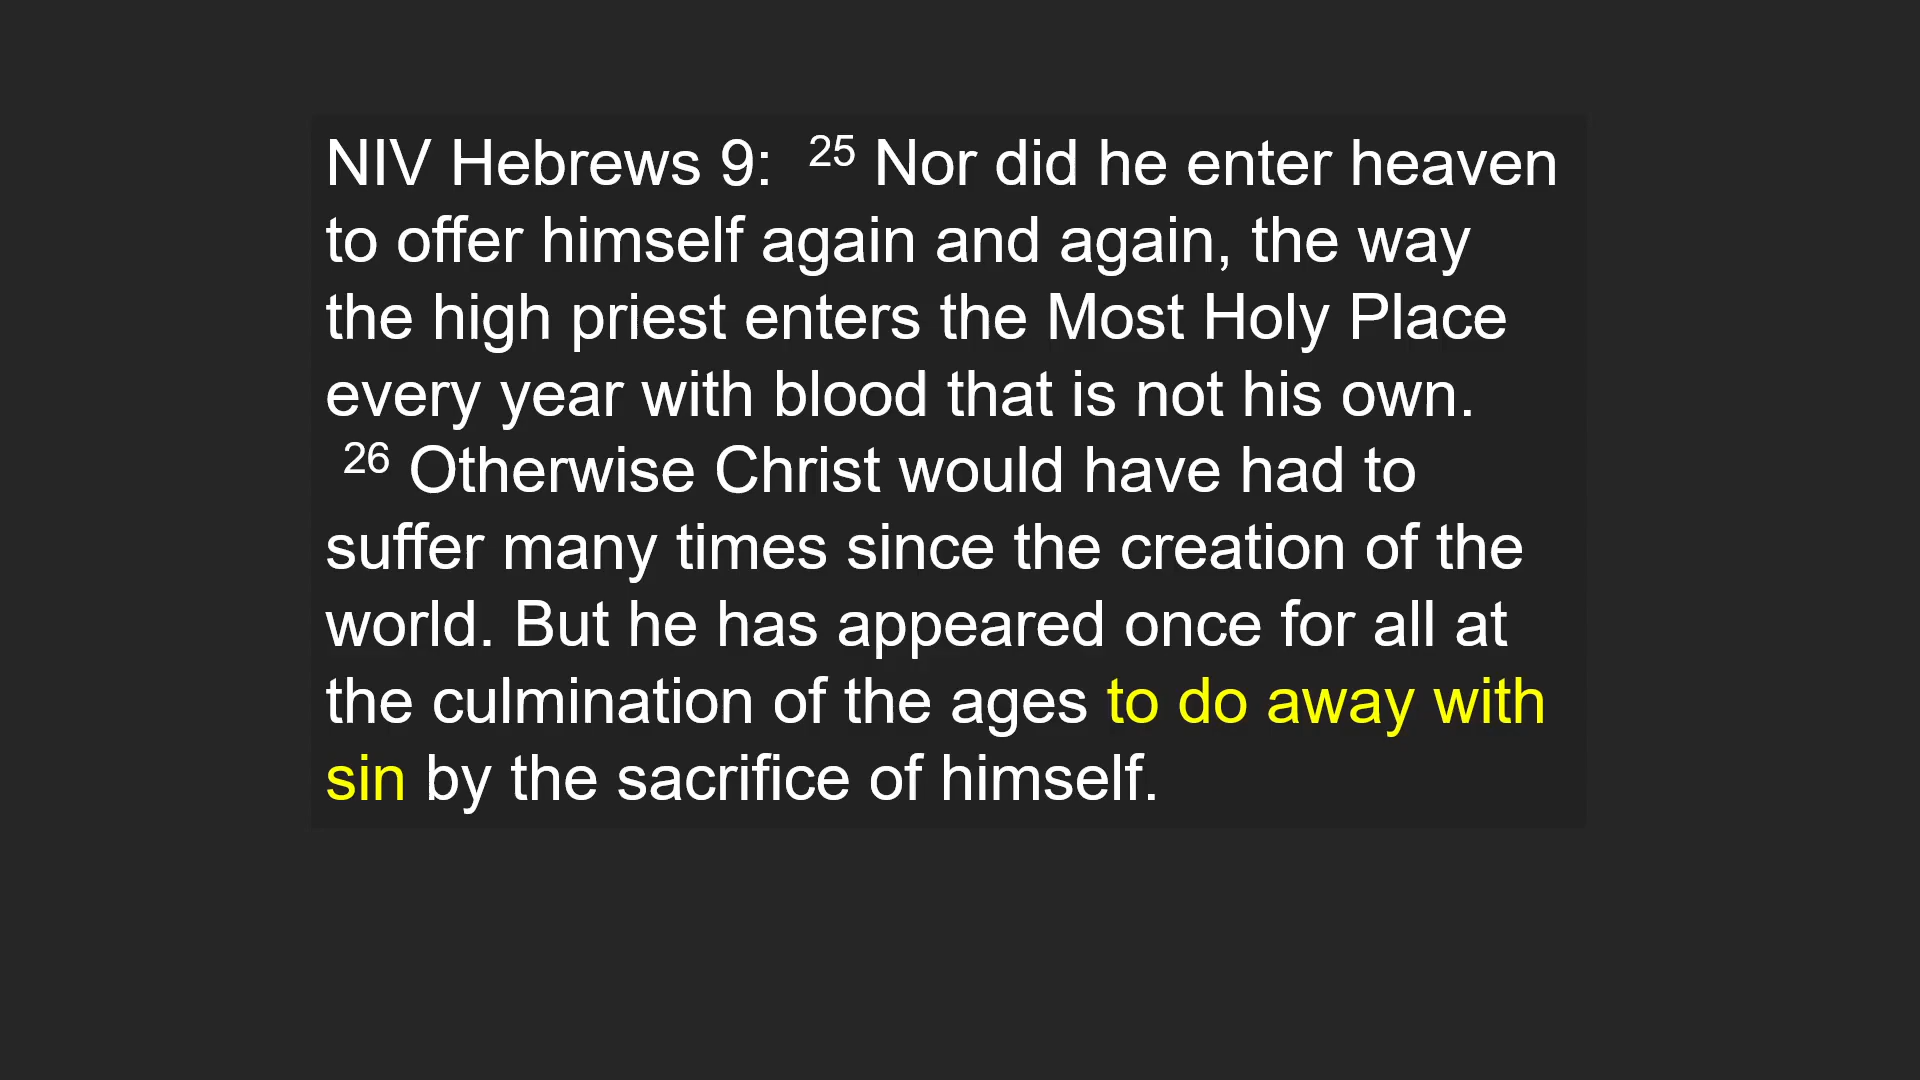 NIV Hebrews 9:  25 Nor did he enter heaven
to offer himself again and again, the way
the high priest enters the Most Holy Place
every year with blood that is not his own.
26 Otherwise Christ would have had to
suffer many times since the creation of the
world. But he has appeared once for all at
the culmination of the ages to do away with
sin by the sacrifice of himself.